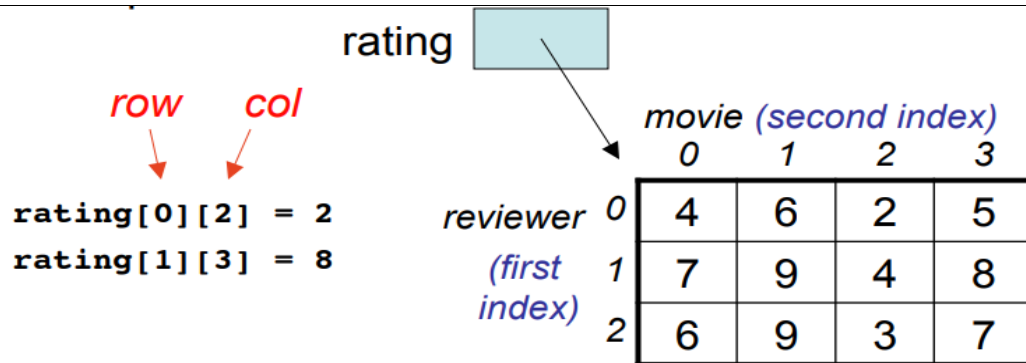 rating
row col
rating[0][2] = 2
rating[1][3] = 8
movie (second index)
0 1 2 3
reviewer 0 4 6 2 5
(first 1 7 9 4 8
index) 2 6 9 3 7